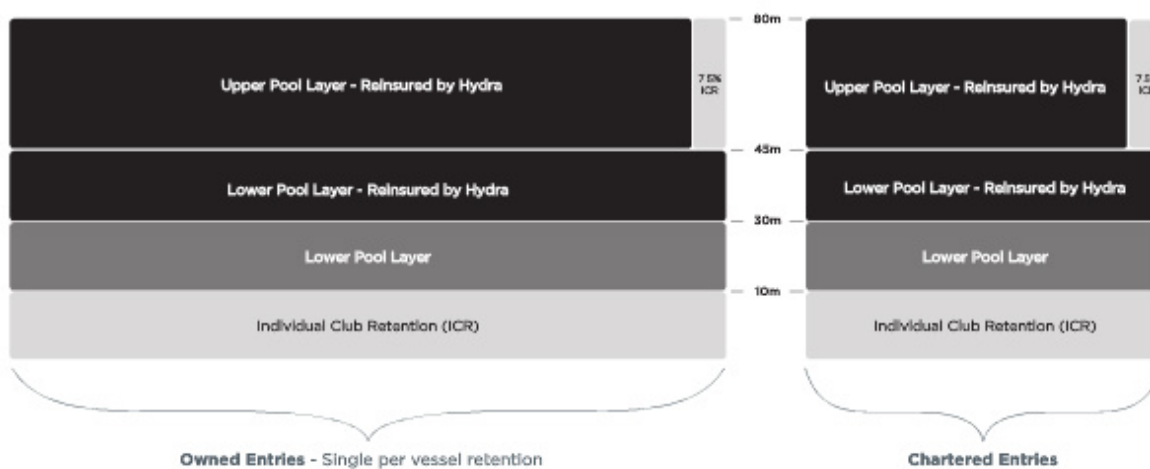 80m
Upper Pool Layer - Reinsured by Hydra
7.5%
ICR
Upper Pool Layer - Reinsured by Hydra
45m
Lower Pool Layer - Reinsured by Hydra
Lower Pool Layer - Reinsured by Hydra
30m
Lower Pool Layer
Lower Pool Layer
10m
Individual Club Retention (ICR)
Individual Club Retention (ICR)
Owned Entries - Single per vessel retention
Chartered Entries